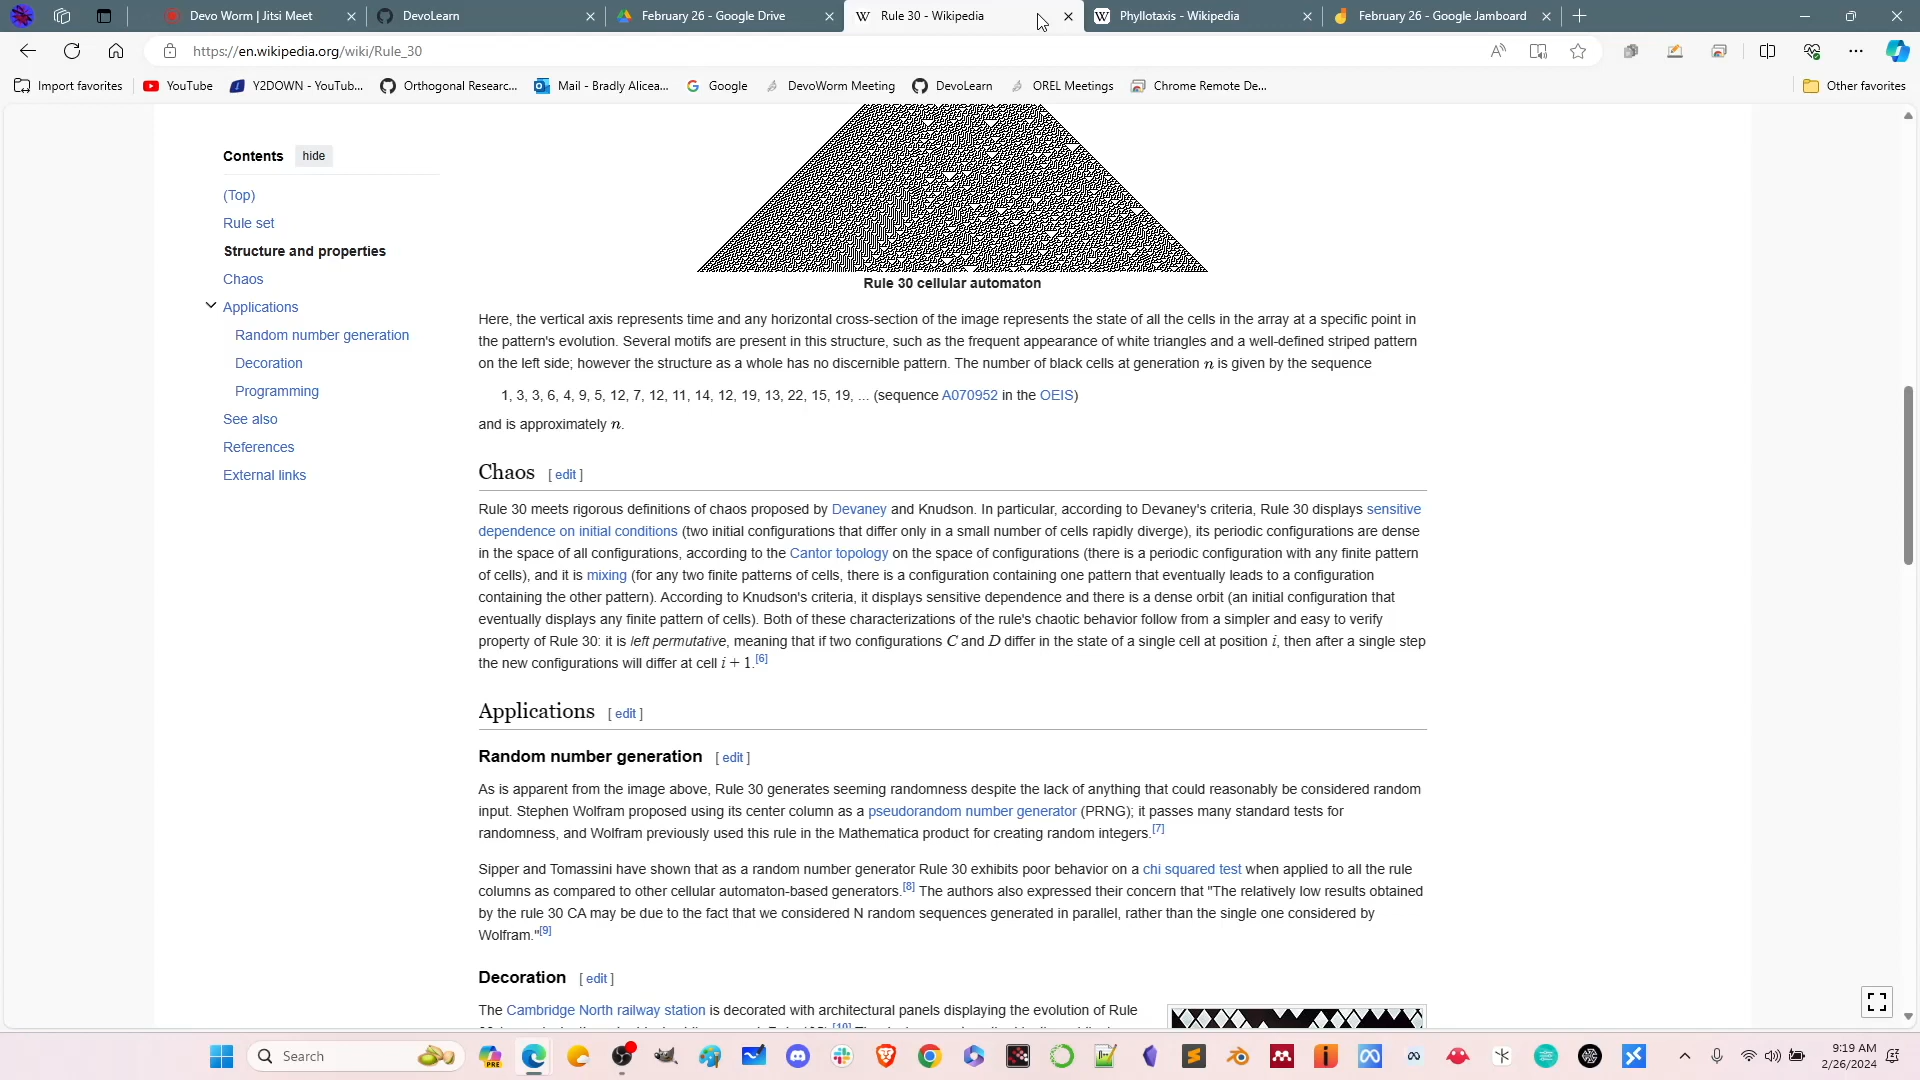 Devo Worm | Jitsi Meet
DevoLearn
February 26 - Google Drive
Rule 30 - Wikipedia
Phyllotaxis - Wikipedia
February 26 - Google Jamboard
https://en.wikipedia.org/wiki/Rule_30
Import favorites
YouTube
Y2DOWN - YouTub...
Orthogonal Researc...
Mail - Bradly Alicea...
Google
DevoWorm Meeting
DevoLearn
OREL Meetings
Chrome Remote De...
Other favorites
Contents hide
(Top)
Rule set
Structure and properties
Chaos
Applications
Random number generation
Decoration
Programming
See also
References
External links
Rule 30 cellular automaton
Here, the vertical axis represents time and any horizontal cross-section of the image represents the state of all the cells in the array at a specific point in
the pattern's evolution. Several motifs are present in this structure, such as the frequent appearance of white triangles and a well-defined striped pattern
on the left side; however the structure as a whole has no discernible pattern. The number of black cells at generation n is given by the sequence
1, 3, 3, 6, 4, 9, 5, 12, 7, 12, 11, 14, 12, 19, 13, 22, 15, 19, ... (sequence A070952 in the OEIS)
and is approximately n.
Chaos [ edit ]
Rule 30 meets rigorous definitions of chaos proposed by Devaney and Knudson. In particular, according to Devaney's criteria, Rule 30 displays sensitive
dependence on initial conditions (two initial configurations that differ only in a small number of cells rapidly diverge), its periodic configurations are dense
in the space of all configurations, according to the Cantor topology on the space of configurations (there is a periodic configuration with any finite pattern
of cells), and it is mixing (for any two finite patterns of cells, there is a configuration containing one pattern that eventually leads to a configuration
containing the other pattern). According to Knudson's criteria, it displays sensitive dependence and there is a dense orbit (an initial configuration that
eventually displays any finite pattern of cells). Both of these characterizations of the rule's chaotic behavior follow from a simpler and easy to verify
property of Rule 30: it is left permutative, meaning that if two configurations C and D differ in the state of a single cell at position i, then after a single step
the new configurations will differ at cell i + 1.[6]
Applications [ edit ]
Random number generation [ edit ]
As is apparent from the image above, Rule 30 generates seeming randomness despite the lack of anything that could reasonably be considered random
input. Stephen Wolfram proposed using its center column as a pseudorandom number generator (PRNG); it passes many standard tests for
randomness, and Wolfram previously used this rule in the Mathematica product for creating random integers.[7]
Sipper and Tomassini have shown that as a random number generator Rule 30 exhibits poor behavior on a chi squared test when applied to all the rule
columns as compared to other cellular automaton-based generators.[8] The authors also expressed their concern that "The relatively low results obtained
by the rule 30 CA may be due to the fact that we considered N random sequences generated in parallel, rather than the single one considered by
Wolfram."[9]
Decoration [ edit ]
The Cambridge North railway station is decorated with architectural panels displaying the evolution of Rule
Search
9:19 AM
2/26/2024